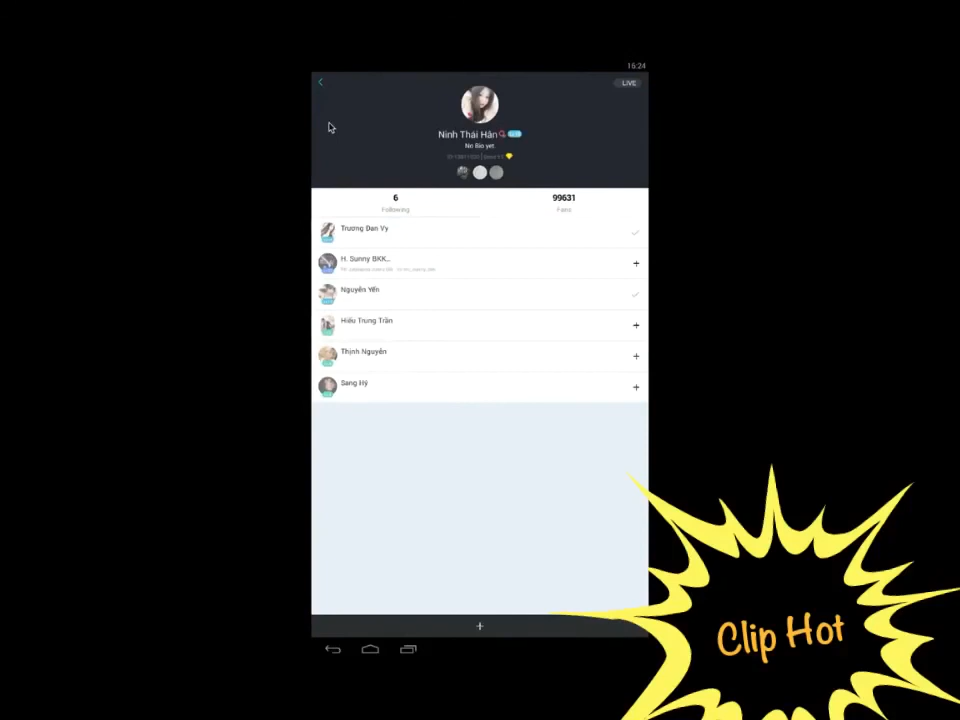 15:24
LIVE
Ninh Thái Hân
No Bio yet.
6
99631
Following
Fans
Trương Đan Vy
H. Sunny BKK...
Nguyễn Yến
Hiếu Trung Trần
Thịnh Nguyễn
Sang Hý
Clip Hot